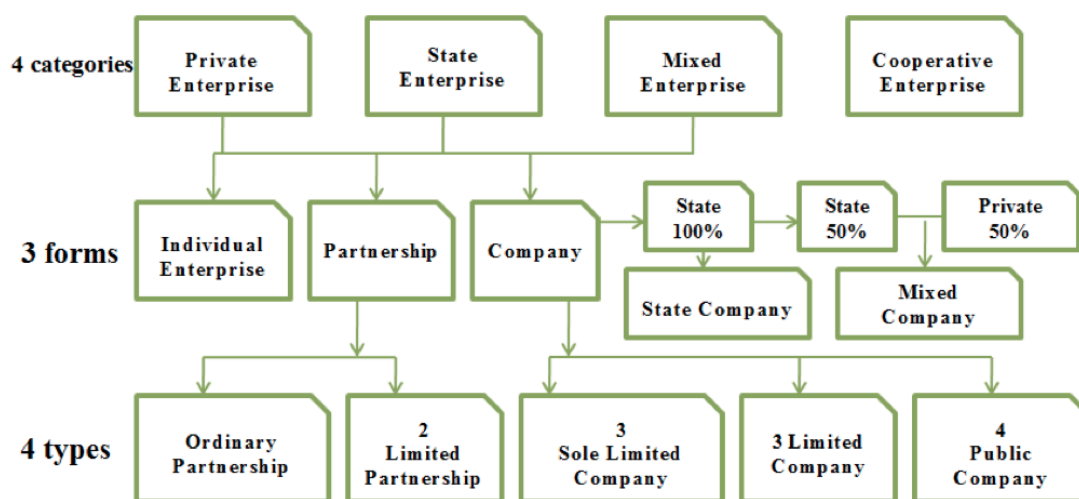 4 categories
Private
Enterprise
State
Enterprise
Mixed
Enterprise
Cooperative
Enterprise
3 forms
Individual
Enterprise
Partnership
Company
State
100%
State
50%
Private
50%
State Company
Mixed
Company
4 types
Ordinary
Partnership
2
Limited
Partnership
3
Sole Limited
Company
3 Limited
Company
4
Public
Company